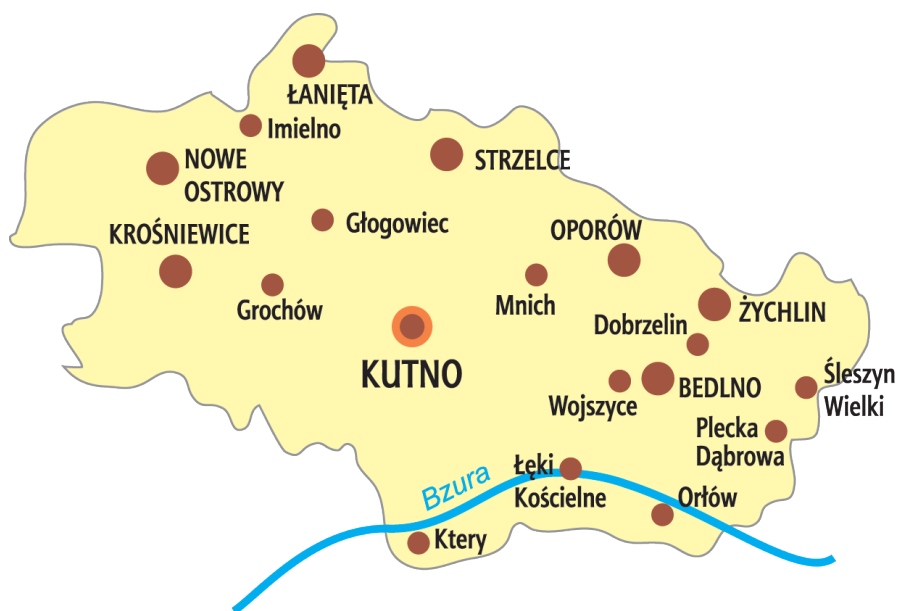 ŁANIĘTA
Imielno
NOWE
OSTROWY
STRZELCE
Głogowiec
KROŚNIEWICE
OPORÓW
Grochów
Mnich
ŻYCHLIN
Dobrzelin
KUTNO
BEDLNO
Wojszyce
Śleszyn
Wielki
Plecka
Dąbrowa
Łęki
Kościelne
Bzura
Orłów
Ktery